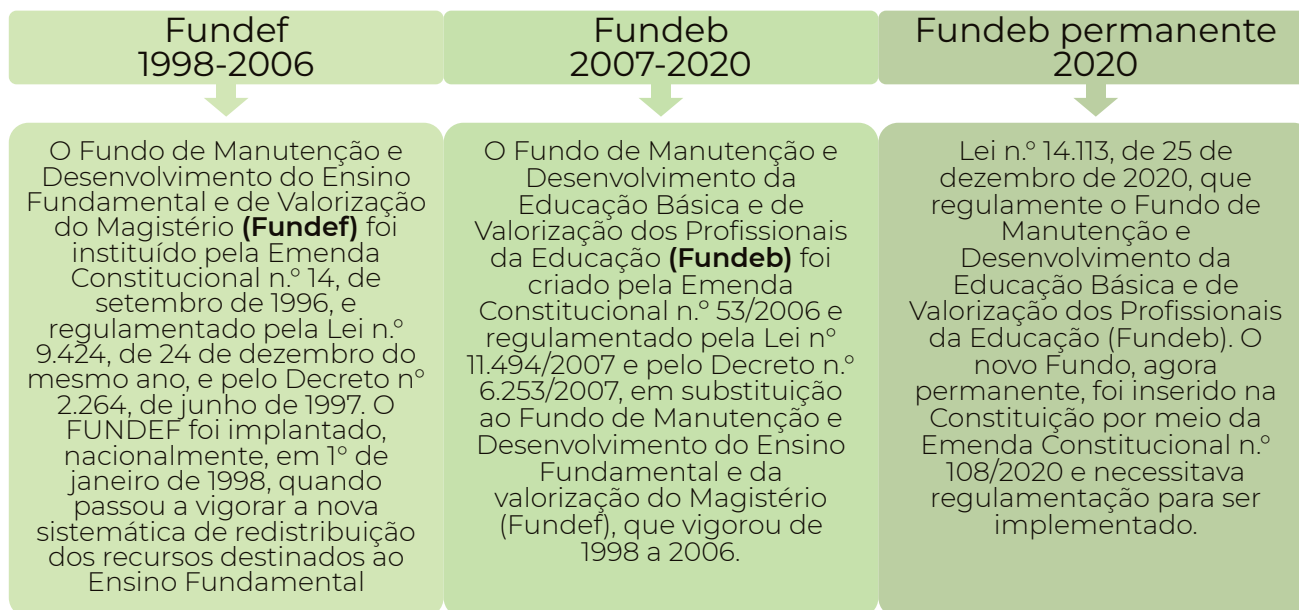 Fundef
1998-2006
O Fundo de Manutenção e
Desenvolvimento do Ensino
Fundamental e de Valorização
do Magistério (Fundef) foi
instituído pela Emenda
Constitucional n.º 14, de
setembro de 1996, e
regulamentado pela Lei n.º
9.424, de 24 de dezembro do
mesmo ano, e pelo Decreto nº
2.264, de junho de 1997. O
FUNDEF foi implantado,
nacionalmente, em 1° de
janeiro de 1998, quando
passou a vigorar a nova
sistemática de redistribuição
dos recursos destinados ao
Ensino Fundamental
Fundeb
2007-2020
O Fundo de Manutenção e
Desenvolvimento da
Educação Básica e de
Valorização dos Profissionais
da Educação (Fundeb) foi
criado pela Emenda
Constitucional n.º 53/2006 e
regulamentado pela Lei nº
11.494/2007 e pelo Decreto n.º
6.253/2007, em substituição
ao Fundo de Manutenção e
Desenvolvimento do Ensino
Fundamental e da
valorização do Magistério
(Fundef), que vigorou de
1998 a 2006.
Fundeb permanente
2020
Lei n.º 14.113, de 25 de
dezembro de 2020, que
regulamente o Fundo de
Manutenção e
Desenvolvimento da
Educação Básica e de
Valorização dos Profissionais
da Educação (Fundeb). O
novo Fundo, agora
permanente, foi inserido na
Constituição por meio da
Emenda Constitucional n.º
108/2020 e necessitava
regulamentação para ser
implementado.